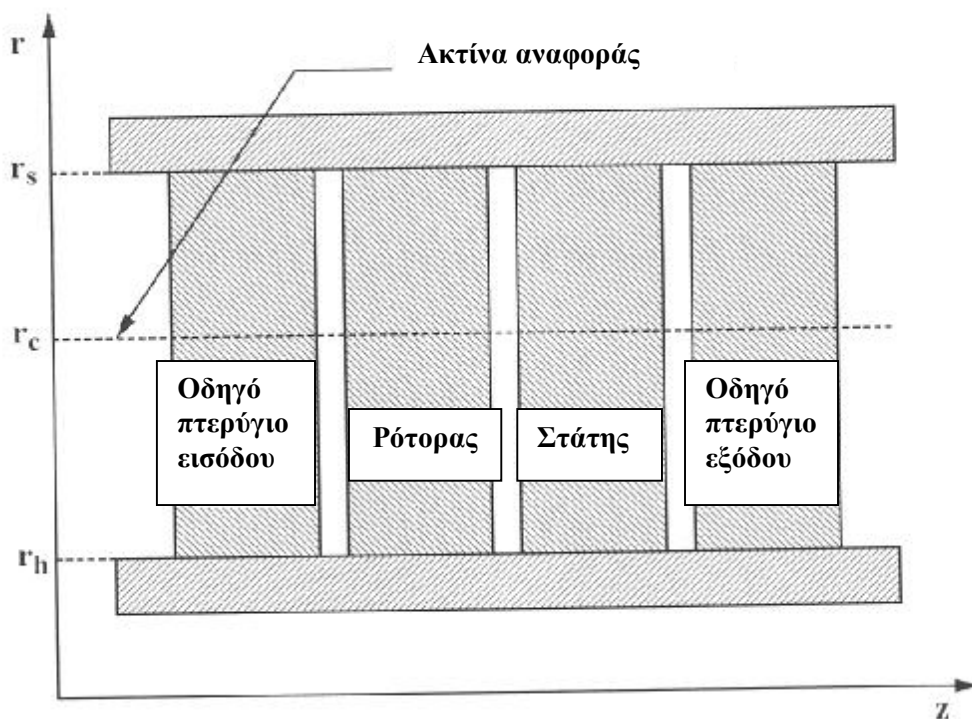 r
Ακτίνα αναφοράς
r_s
r_c
Οδηγό
πτερύγιο
εισόδου
Ρότορας
Στάτης
Οδηγό
πτερύγιο
εξόδου
r_h
z